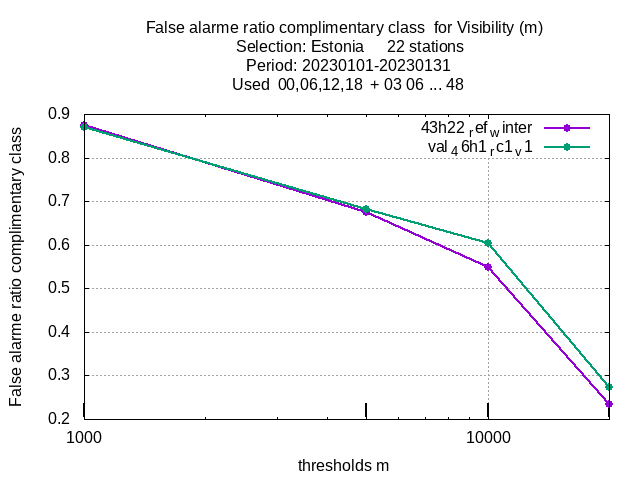 False alarme ratio complimentary class for Visibility (m)
Selection: Estonia 22 stations
Period: 20230101-20230131
Used 00,06,12,18 + 03 06 ... 48
43h22 ref winter
val 4 6h1 r c1 v 1
0.9
0.8
0.7
0.6
0.5
0.4
0.3
0.2
False alarme ratio complimentary class
1000
10000
thresholds m